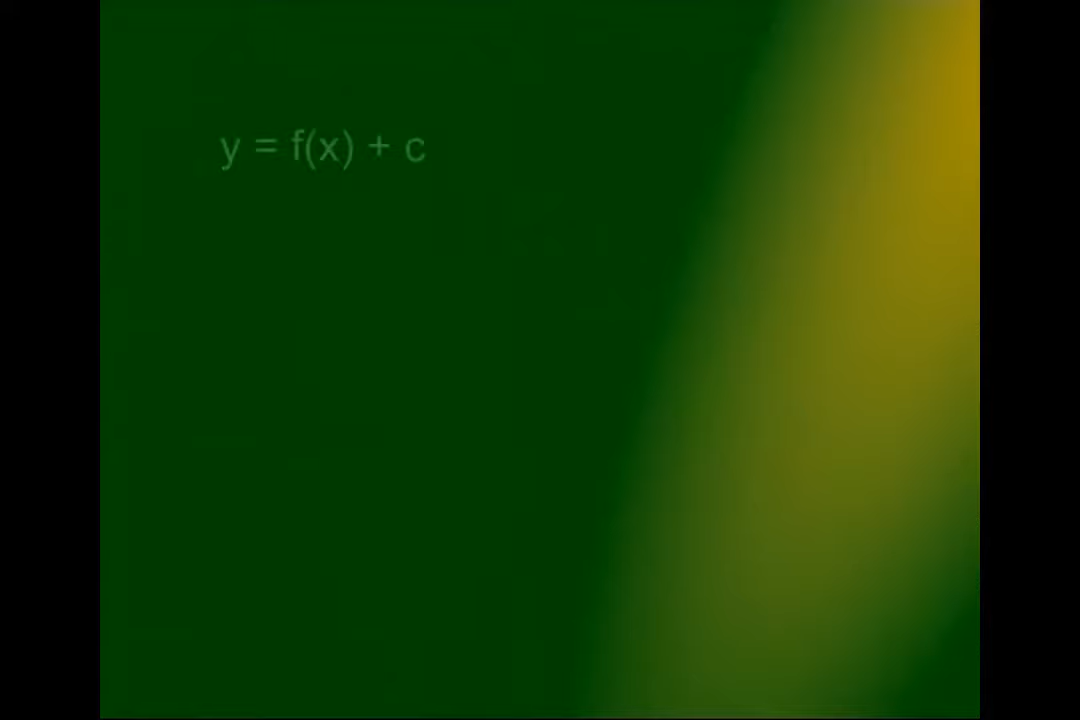 y = f(x) + c